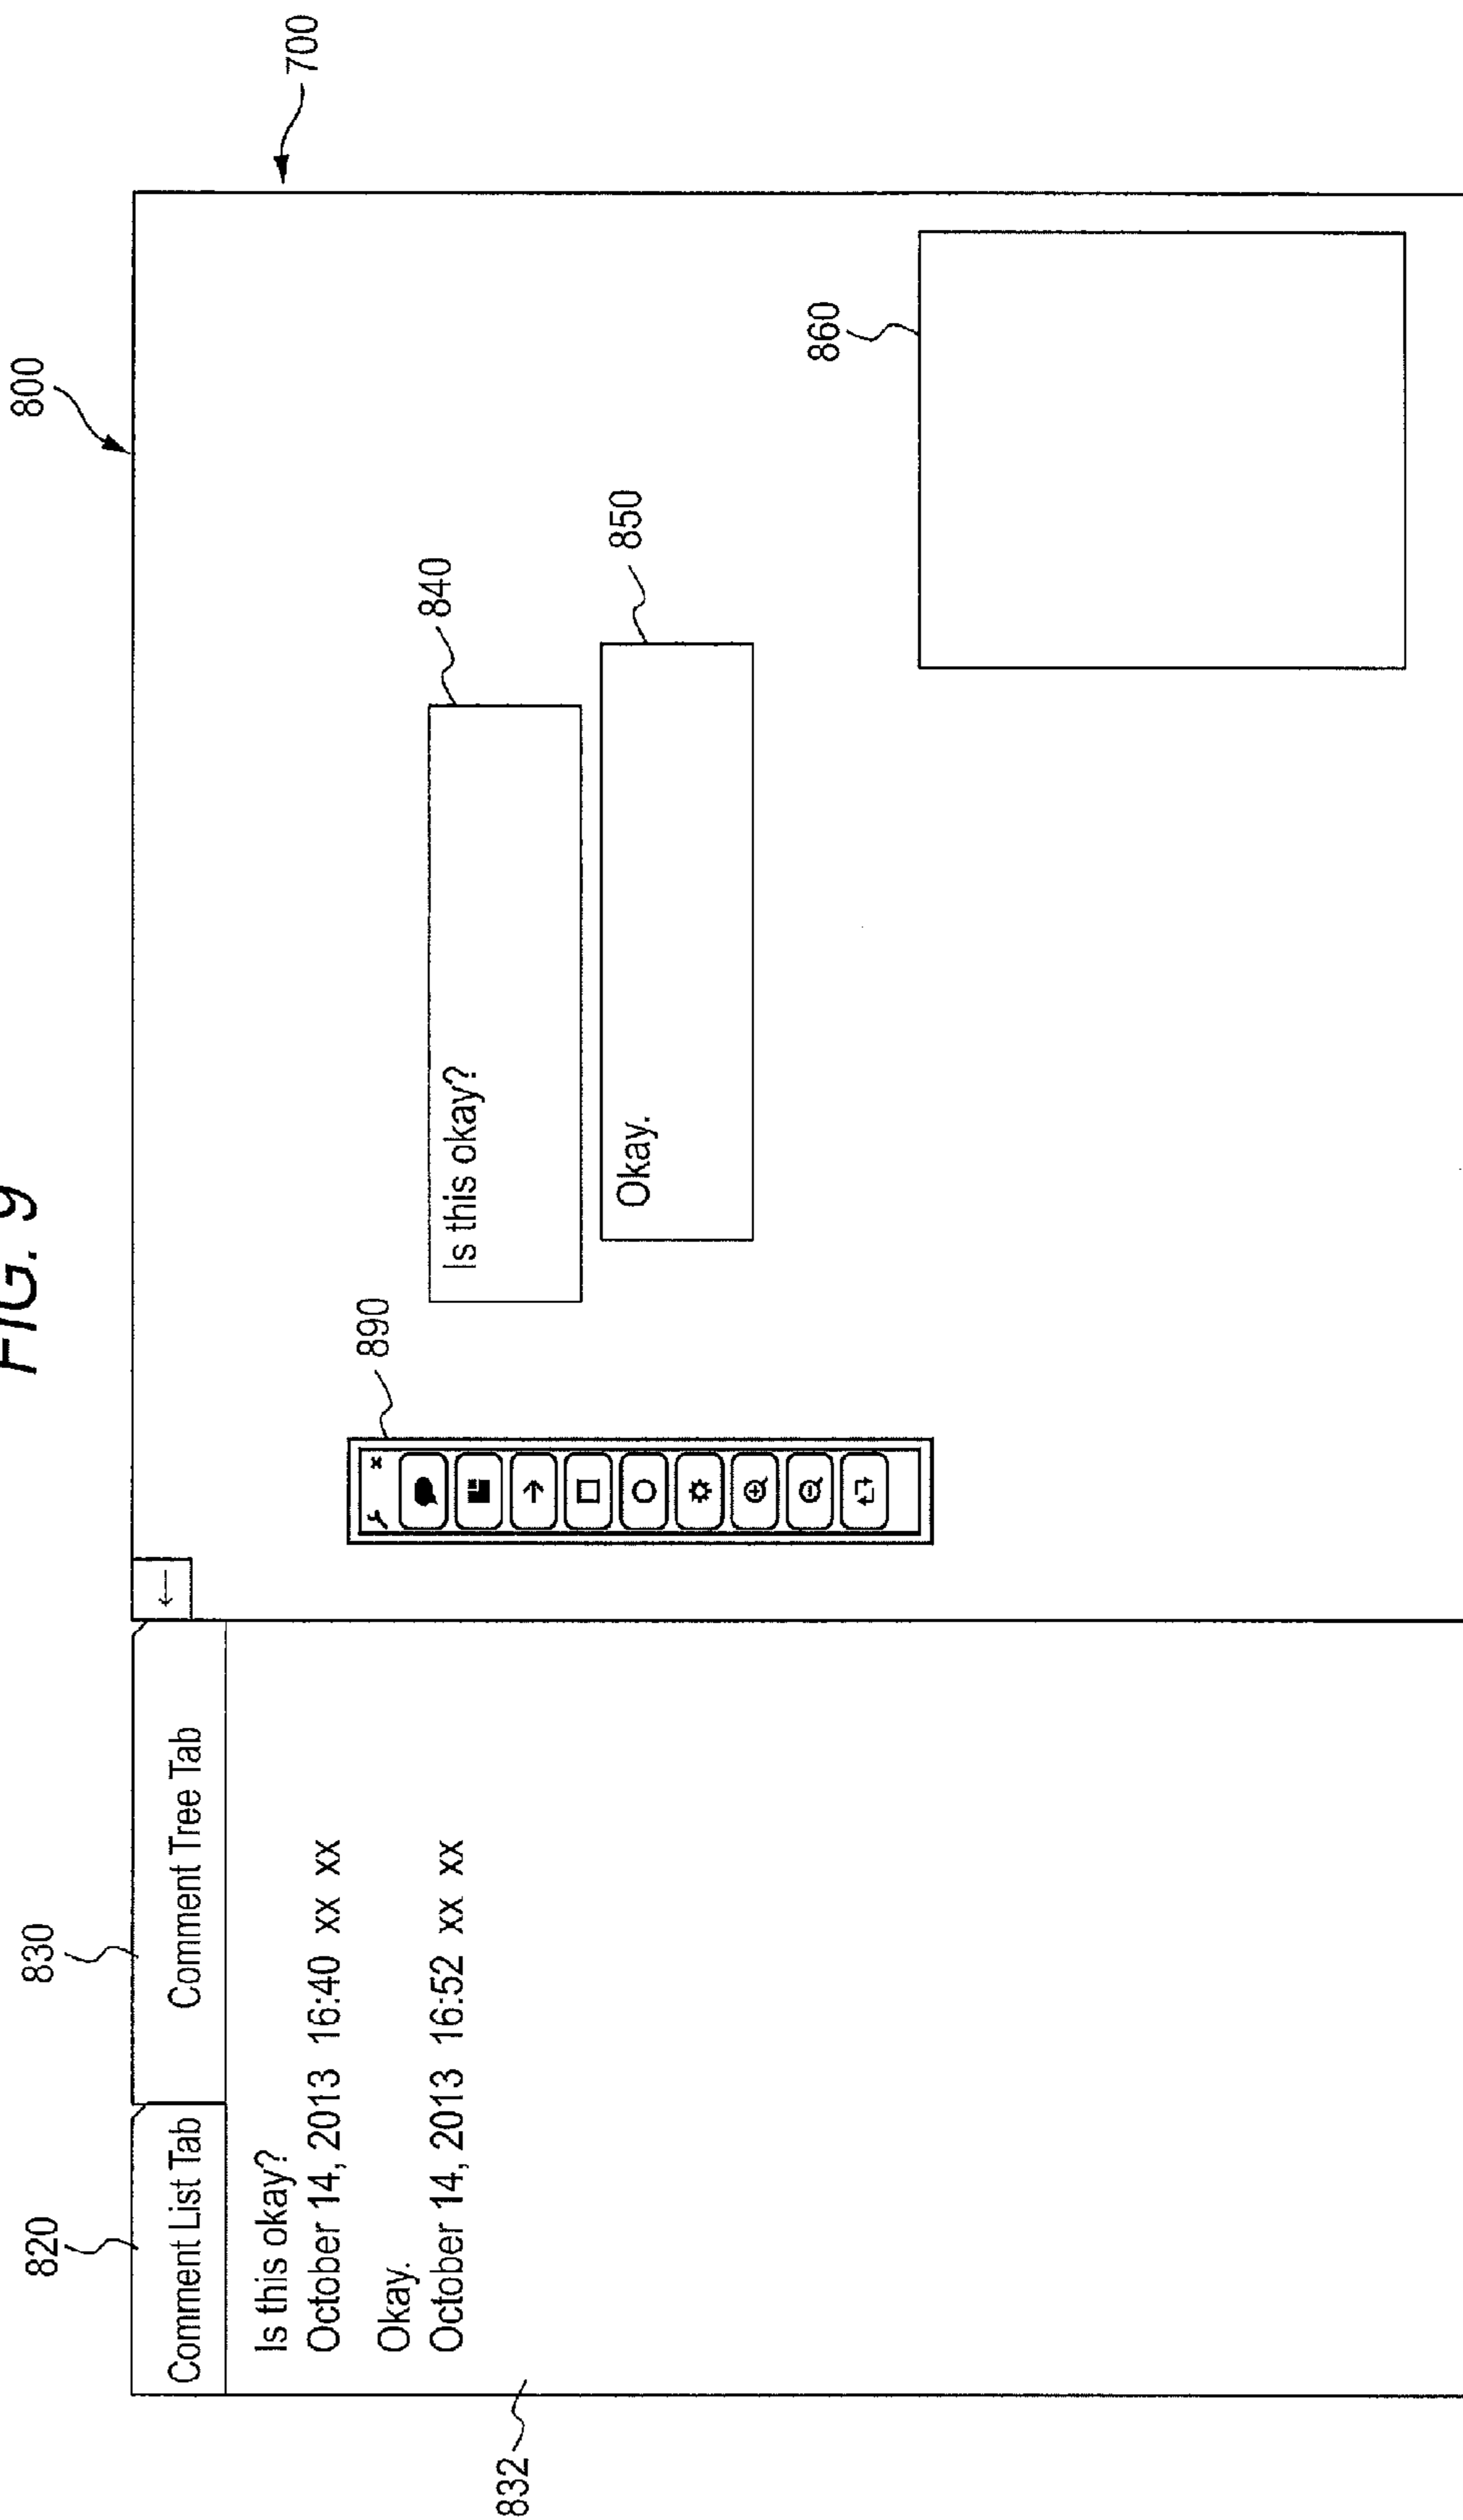 FIG. 9
800
700
820
830
Comment List Tab
Comment Tree Tab
Is this okay?
October 14, 2013 16:40 xx xx
Okay.
October 14, 2013 16:52 xx xx
832
890
840
Is this okay?
850
Okay.
860